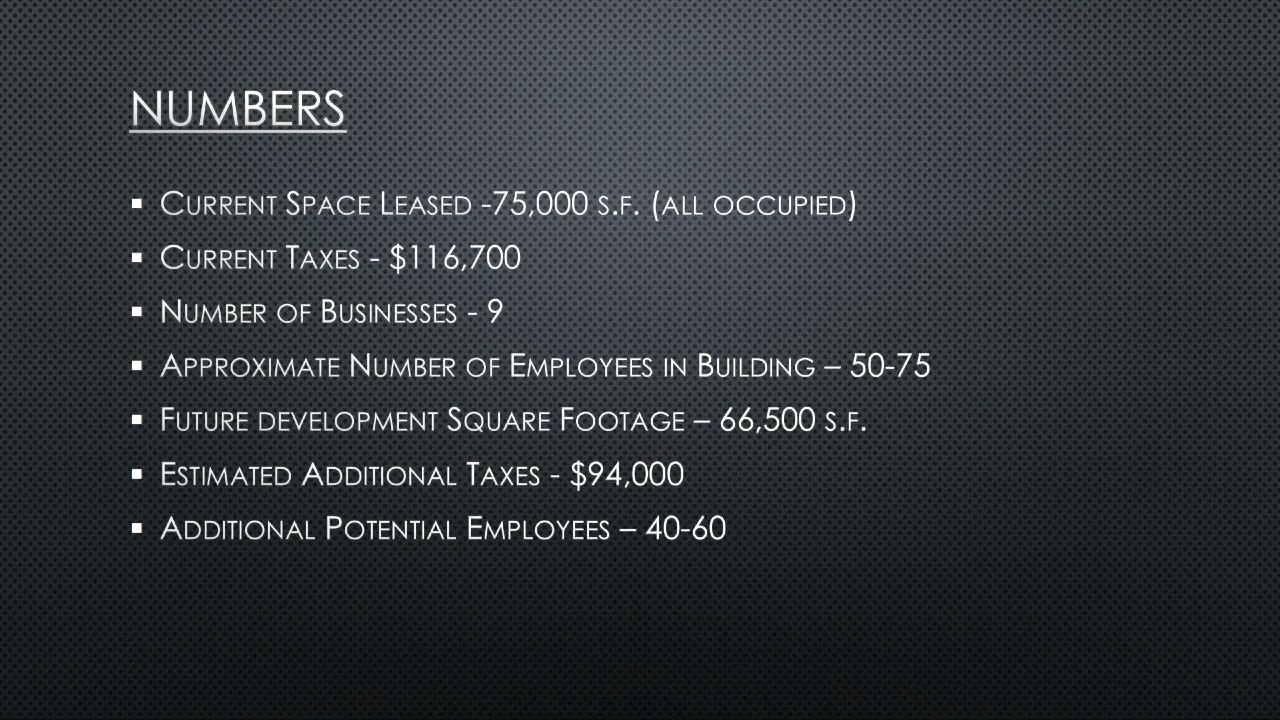 NUMBERS
▪ CURRENT SPACE LEASED -75,000 S.F. (ALL OCCUPIED)
▪ CURRENT TAXES - $116,700
▪ NUMBER OF BUSINESSES - 9
▪ APPROXIMATE NUMBER OF EMPLOYEES IN BUILDING – 50-75
▪ FUTURE DEVELOPMENT SQUARE FOOTAGE – 66,500 S.F.
▪ ESTIMATED ADDITIONAL TAXES - $94,000
▪ ADDITIONAL POTENTIAL EMPLOYEES – 40-60